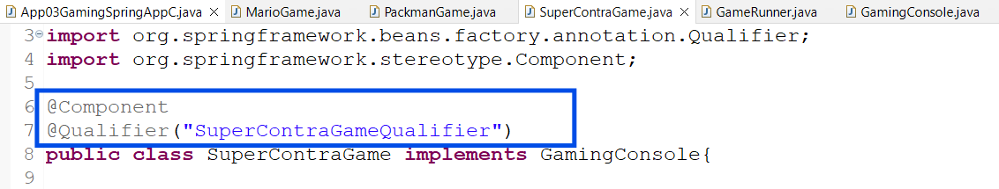 App03GamingSpringAppC.java MarioGame.java PackmanGame.java SuperContraGame.java GameRunner.java GamingConsole.java
3 import org.springframework.beans.factory.annotation.Qualifier;
4 import org.springframework.stereotype.Component;
5
6 @Component
7 @Qualifier("SuperContraGameQualifier")
8 public class SuperContraGame implements GamingConsole{
9